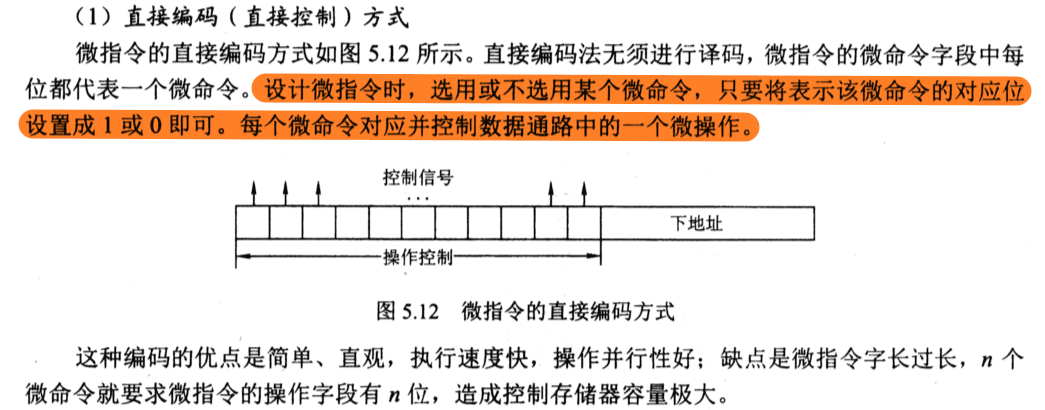 （1）直接编码（直接控制）方式
微指令的直接编码方式如图 5.12 所示。直接编码法无须进行译码，微指令的微命令字段中每
位都代表一个微命令。设计微指令时，选用或不选用某个微命令，只要将表示该微命令的对应位
设置成 1 或 0 即可。每个微命令对应并控制数据通路中的一个微操作。
控制信号
…
下地址
操作控制
图 5.12 微指令的直接编码方式
这种编码的优点是简单、直观，执行速度快，操作并行性好；缺点是微指令字长过长，n 个
微命令就要求微指令的操作字段有 n 位，造成控制存储器容量极大。